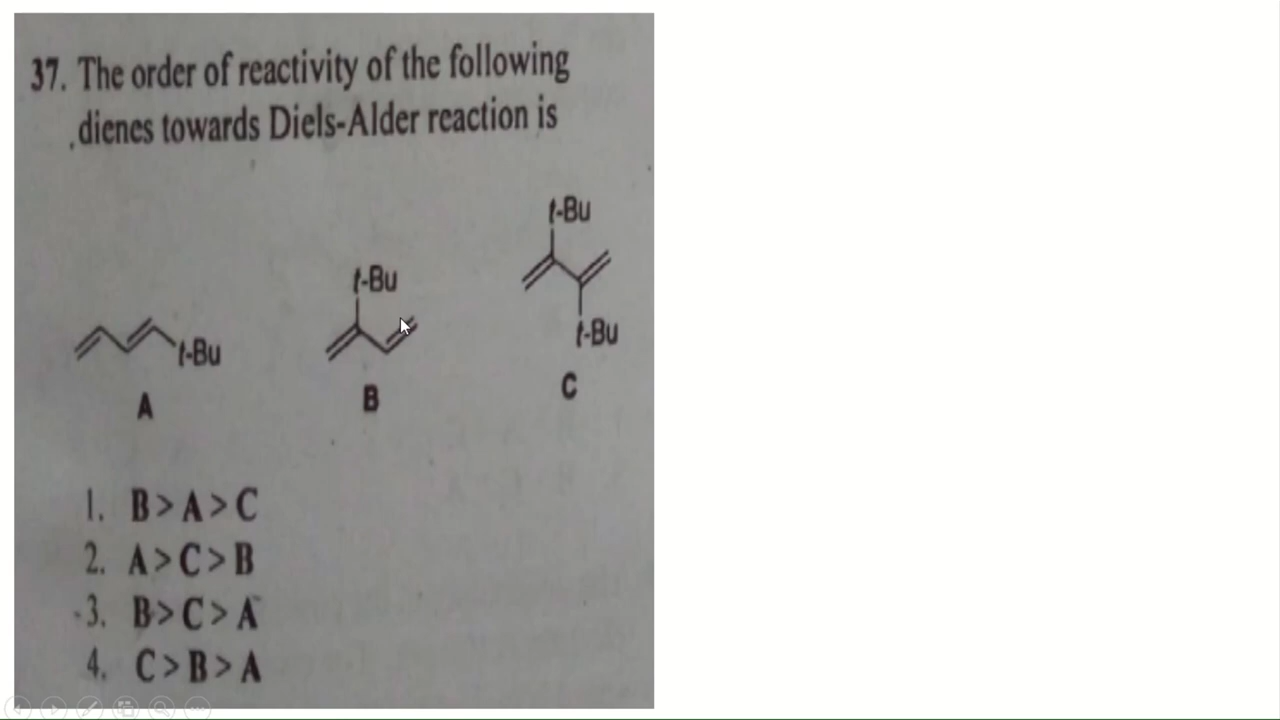 37. The order of reactivity of the following
dienes towards Diels-Alder reaction is
t-Bu
t-Bu
t-Bu
t-Bu
A
B
C
1. B > A > C
2. A > C > B
3. B > C > A
4. C > B > A